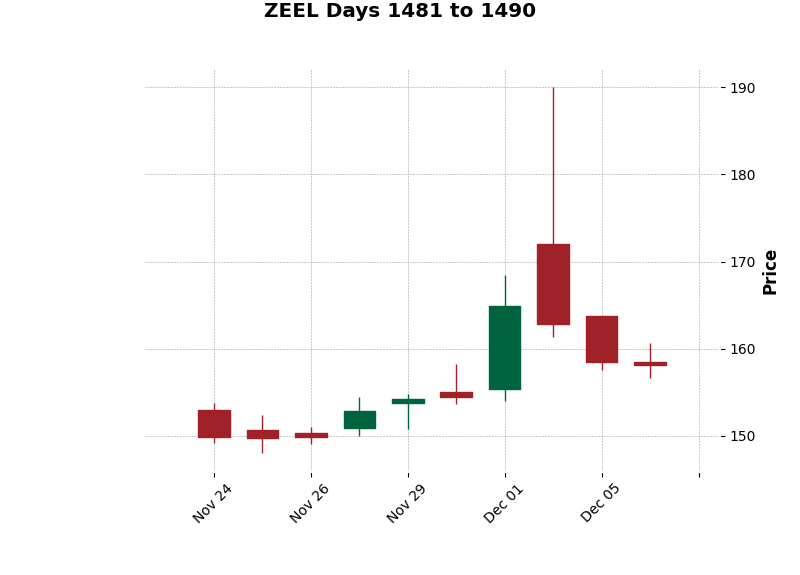 ZEEL Days 1481 to 1490
190
180
170
160
150
Price
Nov 24
Nov 26
Nov 29
Dec 01
Dec 05